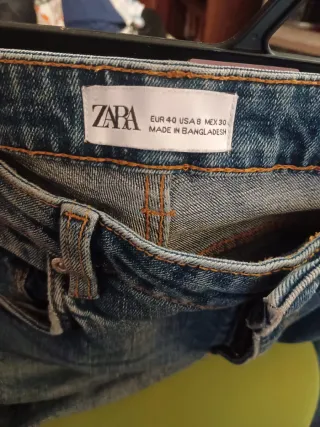 ZARA
EUR 40 USA 8 MEX 30
MADE IN BANGLADESH